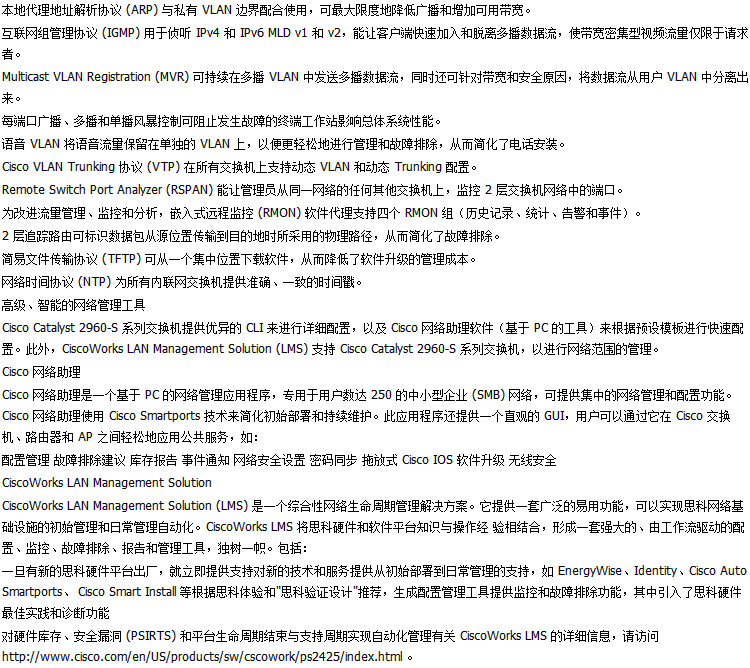 本地代理地址解析协议 (ARP) 与私有 VLAN 边界配合使用，可最大限度地降低广播和增加可用带宽。
互联网组管理协议 (IGMP) 用于侦听 IPv4 和 IPv6 MLD v1 和 v2，能让客户端快速加入和脱离多播数据流，使带宽密集型视频流量仅限于请求
者。
Multicast VLAN Registration (MVR) 可持续在多播 VLAN 中发送多播数据流，同时还可针对带宽和安全原因，将数据流从用户 VLAN 中分离出
来。
每端口广播、多播和单播风暴控制可阻止发生故障的终端工作站影响总体系统性能。
语音 VLAN 将语音流量保留在单独的 VLAN 上，以便更轻松地进行管理和故障排除，从而简化了电话安装。
Cisco VLAN Trunking 协议 (VTP) 在所有交换机上支持动态 VLAN 和动态 Trunking 配置。
Remote Switch Port Analyzer (RSPAN) 能让管理员从同一网络的任何其他交换机上，监控 2 层交换机网络中的端口。
为改进流量管理、监控和分析，嵌入式远程监控 (RMON) 软件代理支持四个 RMON 组（历史记录、统计、告警和事件）。
2 层追踪路由可标识数据包从源位置传输到目的地时所采用的物理路径，从而简化了故障排除。
简易文件传输协议 (TFTP) 可从一个集中位置下载软件，从而降低了软件升级的管理成本。
网络时间协议 (NTP) 为所有内联网交换机提供准确、一致的时间戳。
高级、智能的网络管理工具
Cisco Catalyst 2960-S 系列交换机提供优异的 CLI 来进行详细配置，以及 Cisco 网络助理软件（基于 PC 的工具）来根据预设模板进行快速配
置。此外，CiscoWorks LAN Management Solution (LMS) 支持 Cisco Catalyst 2960-S 系列交换机，以进行网络范围的管理。
Cisco 网络助理
Cisco 网络助理是一个基于 PC 的网络管理应用程序，专用于用户数达 250 的中小型企业 (SMB) 网络，可提供集中的网络管理和配置功能。
Cisco 网络助理使用 Cisco Smartports 技术来简化初始部署和持续维护。此应用程序还提供一个直观的 GUI，用户可以通过它在 Cisco 交换
机、路由器和 AP 之间轻松地应用公共服务，如：
配置管理 故障排除建议 库存报告 事件通知 网络安全设置 密码同步 拖放式 Cisco IOS 软件升级 无线安全
CiscoWorks LAN Management Solution
CiscoWorks LAN Management Solution (LMS) 是一个综合性网络生命周期管理解决方案。它提供一套广泛的易用功能，可以实现思科网络基
础设施的初始管理和日常管理自动化。CiscoWorks LMS 将思科硬件和软件平台知识与操作经 验相结合，形成一套强大的、由工作流驱动的配
置、监控、故障排除、报告和管理工具，独树一帜。包括：
一旦有新的思科硬件平台出厂，就立即提供支持对新的技术和服务提供从初始部署到日常管理的支持，如 EnergyWise、Identity、Cisco Auto
Smartports、 Cisco Smart Install 等根据思科体验和"思科验证设计"推荐，生成配置管理工具提供监控和故障排除功能，其中引入了思科硬件
最佳实践和诊断功能
对硬件库存、安全漏洞 (PSIRTS) 和平台生命周期结束与支持周期实现自动化管理有关 CiscoWorks LMS 的详细信息，请访问
http://www.cisco.com/en/US/products/sw/cscowork/ps2425/index.html 。